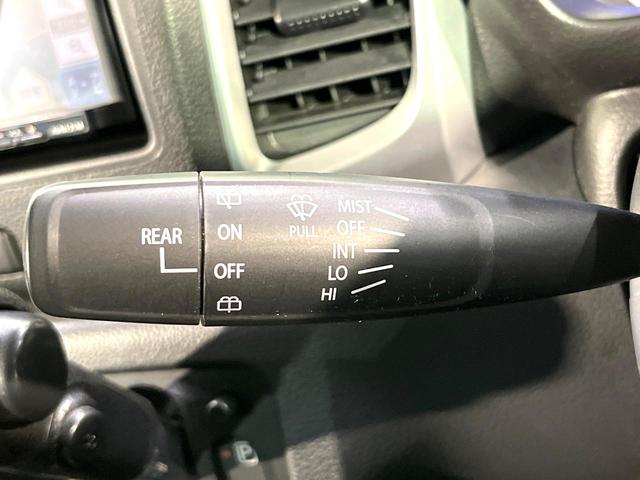 REAR
ON
OFF
PULL
MIST
OFF
INT
LO
HI
P